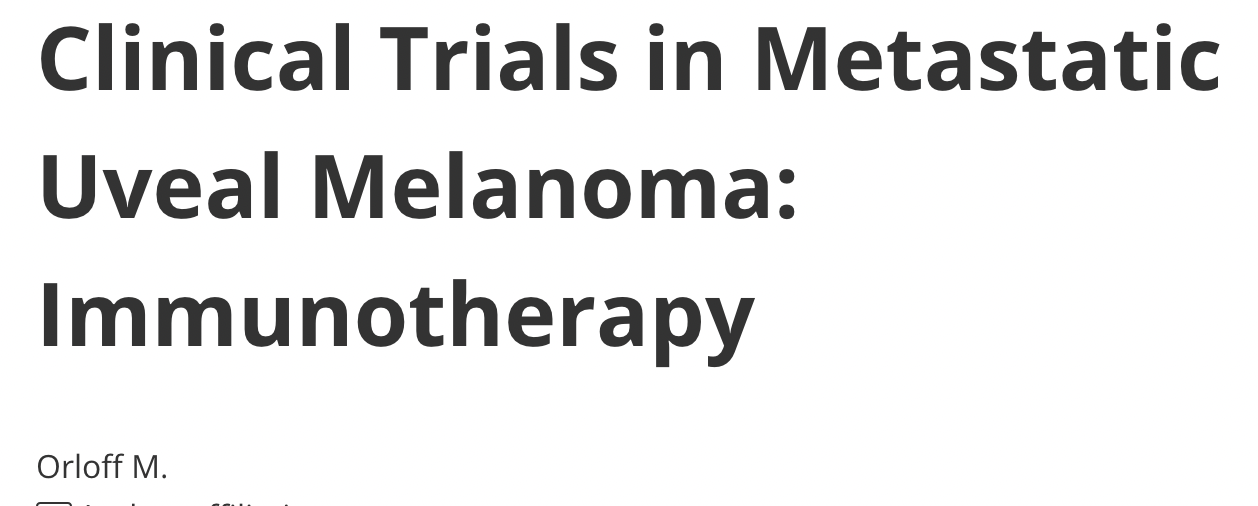 Clinical Trials in Metastatic
Uveal Melanoma:
Immunotherapy
Orloff M.